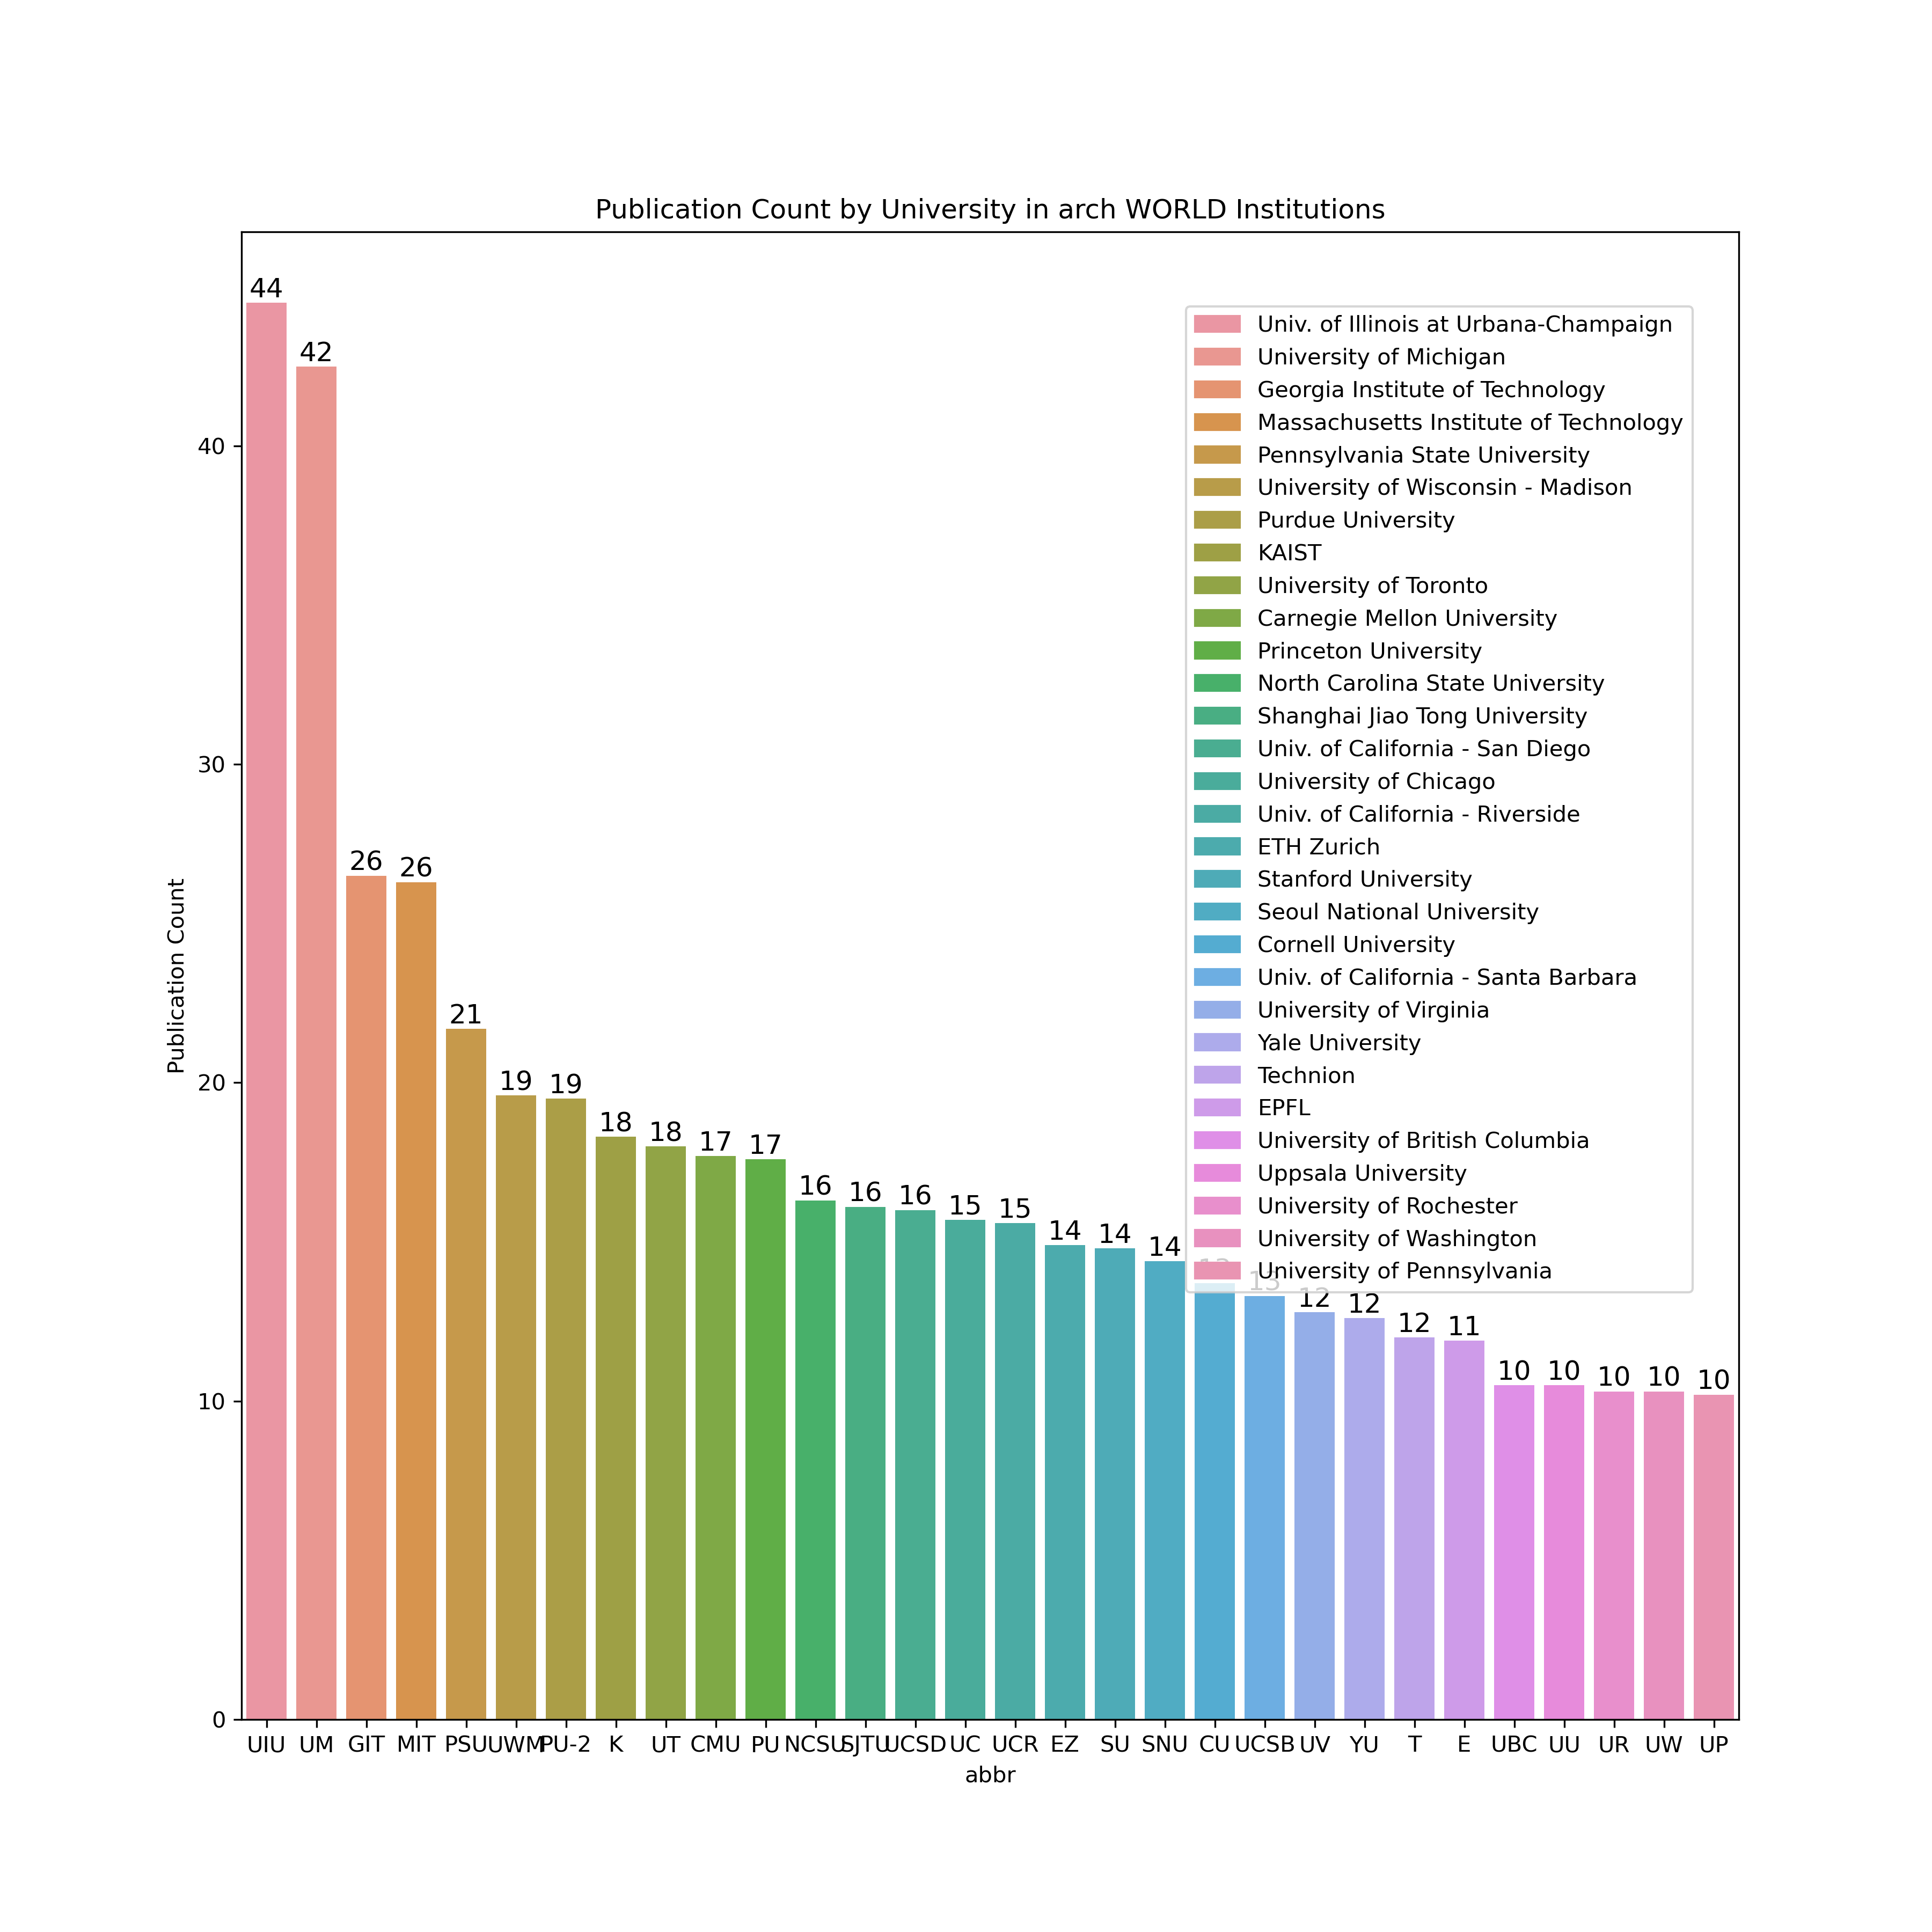 Publication Count by University in arch WORLD Institutions
44
42
26
26
21
19
19
18
18
17
17
16
16
16
15
15
14
14
14
13
13
12
12
12
11
10
10
10
10
10
Univ. of Illinois at Urbana-Champaign
University of Michigan
Georgia Institute of Technology
Massachusetts Institute of Technology
Pennsylvania State University
University of Wisconsin - Madison
Purdue University
KAIST
University of Toronto
Carnegie Mellon University
Princeton University
North Carolina State University
Shanghai Jiao Tong University
Univ. of California - San Diego
University of Chicago
Univ. of California - Riverside
ETH Zurich
Stanford University
Seoul National University
Cornell University
Univ. of California - Santa Barbara
University of Virginia
Yale University
Technion
EPFL
University of British Columbia
Uppsala University
University of Rochester
University of Washington
University of Pennsylvania
Publication Count
40
30
20
10
0
UIU UM GIT MIT PSU UWM PU-2 K UT CMU PU NCSU SJTU UCSD UC UCR EZ SU SNU CU UCSB UV YU T E UBC UU UR UW UP
abbr